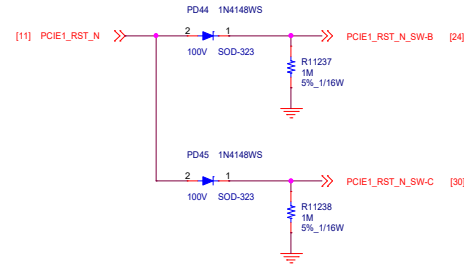 PD44 1N4148WS
[11] PCIE1_RST_N 2 1 PCIE1_RST_N_SW-B [24]
100V SOD-323
R11237
1M
5%_1/16W
PD45 1N4148WS
2 1 PCIE1_RST_N_SW-C [30]
100V SOD-323
R11238
1M
5%_1/16W